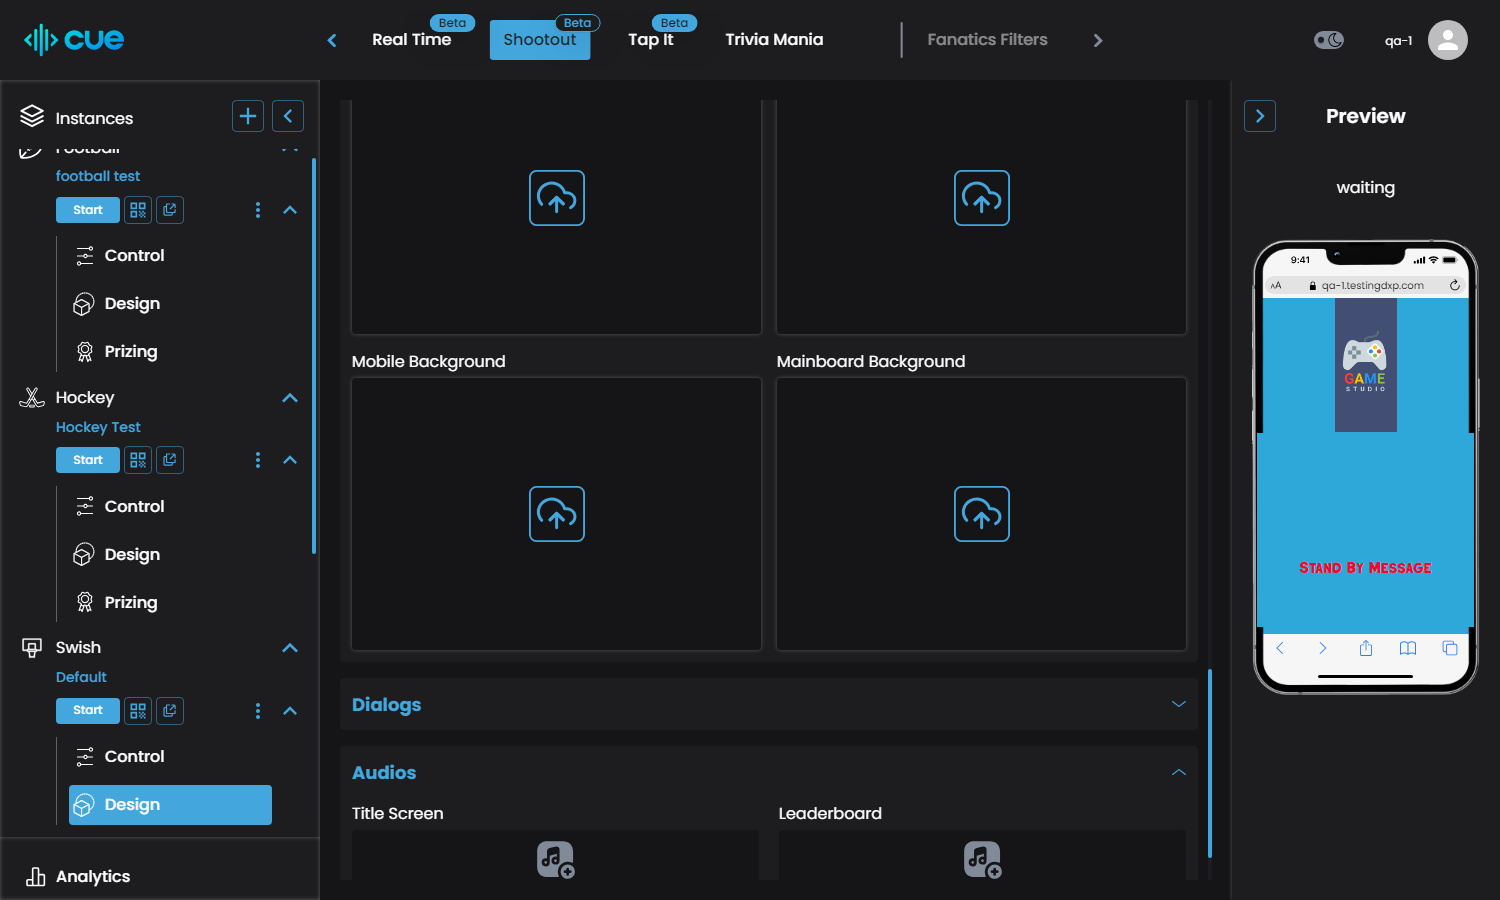 cue
Real Time
Beta
Shootout
Beta
Tap It
Beta
Trivia Mania
Fanatics Filters
qa-1
Instances
Football
football test
Start
Control
Design
Prizing
Hockey
Hockey Test
Start
Control
Design
Prizing
Swish
Default
Start
Control
Design
Analytics
Mobile Background
Mainboard Background
Dialogs
Audios
Title Screen
Leaderboard
Preview
waiting
9:41
AA
qa-1.testingdxp.com
GAME
STUDIO
Stand By Message